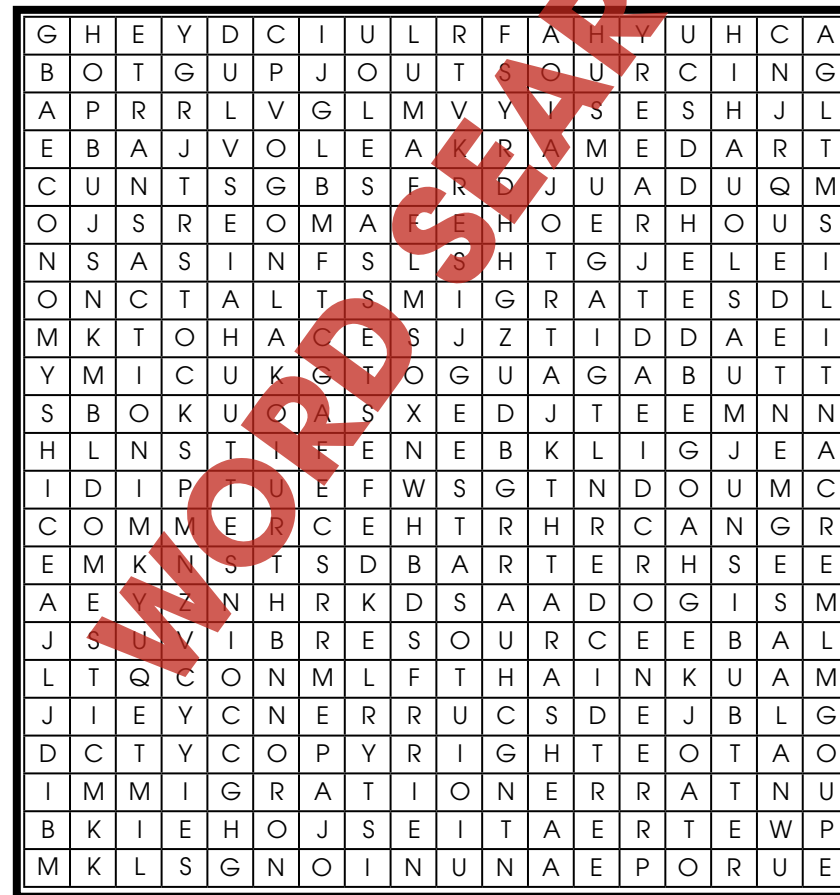 G H E Y D C I U L R F A H Y U H C A
B O T G U P J O U T S O U R C I N G
A P R R L V G L M V Y I S E S H J L
E B A J V O L E A K R A M E D A R T
C U N T S G B S E R D J U A D U Q M
O J S R E O M A F E H O E R H O U S
N S A S I N F S L S H T G J E L E I
O N C T A L T S M I G R A T E S D L
M K T O H A C E S J Z T I D D A E I
Y M I C U K G T O G U A G A B U T T
S B O K U O A S X E D J T E E M N N
H L N S T I F E N E B K L I G J E A
I D I P T U E F W S G T N D O U M C
C O M M E R C E H T R H R C A N G R
E M K N S T S D B A R T E R H S E E
A E Y Z N H R K D S A A D O G I S M
J S U V I B R E S O U R C E E B A L
L T Q C O N M L F T H A I N K U A M
J I E Y C N E R R U C S D E J B L G
D C T Y C O P Y R I G H T E O T A O
I M M I G R A T I O N E R R A T N U
B K I E H O J S E I T A E R T E W P
M K L S G N O I N U N A E P O R U E
WORD SEAR